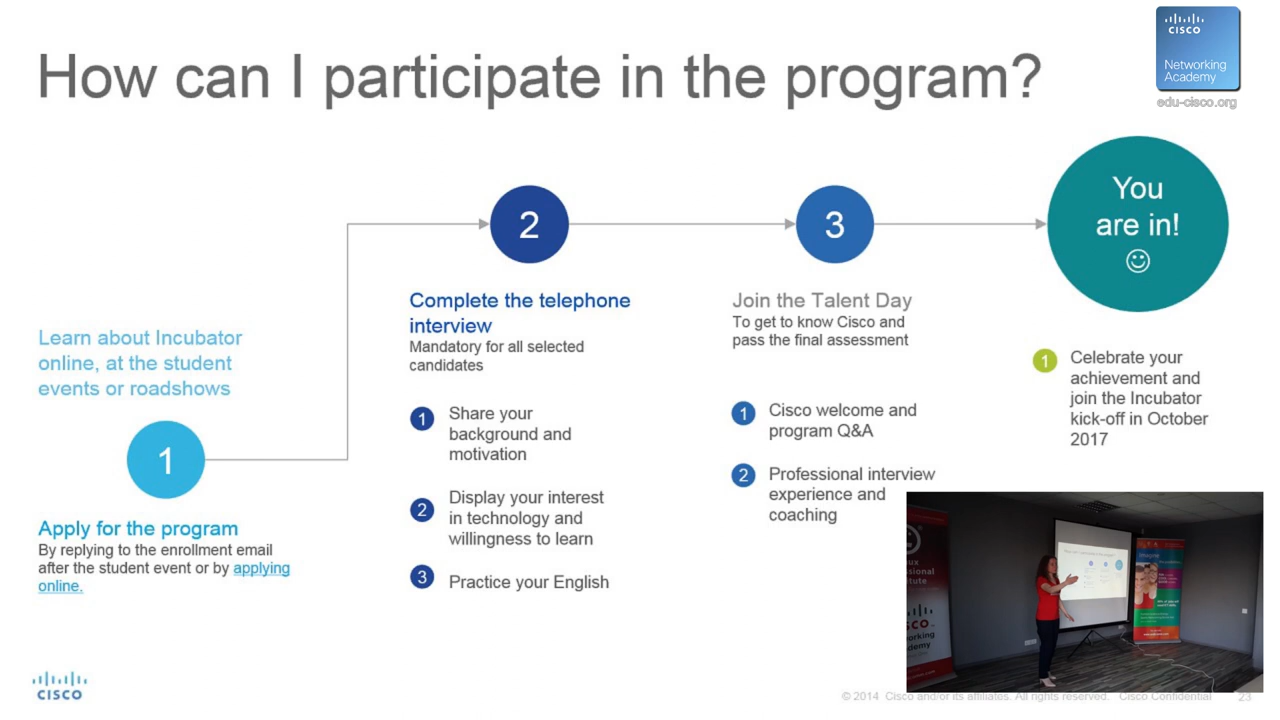 How can I participate in the program?
CISCO
Networking
Academy
edu-cisco.org
Learn about Incubator
online, at the student
events or roadshows
1
Apply for the program
By replying to the enrollment email
after the student event or by applying
online.
2
Complete the telephone
interview
Mandatory for all selected
candidates
1
Share your
background and
motivation
2
Display your interest
in technology and
willingness to learn
3
Practice your English
3
Join the Talent Day
To get to know Cisco and
pass the final assessment
1
Cisco welcome and
program Q&A
2
Professional interview
experience and
coaching
You
are in!
☺
1
Celebrate your
achievement and
join the Incubator
kick-off in October
2017
CISCO
© 2014 Cisco and/or its affiliates. All rights reserved. Cisco Confidential
23